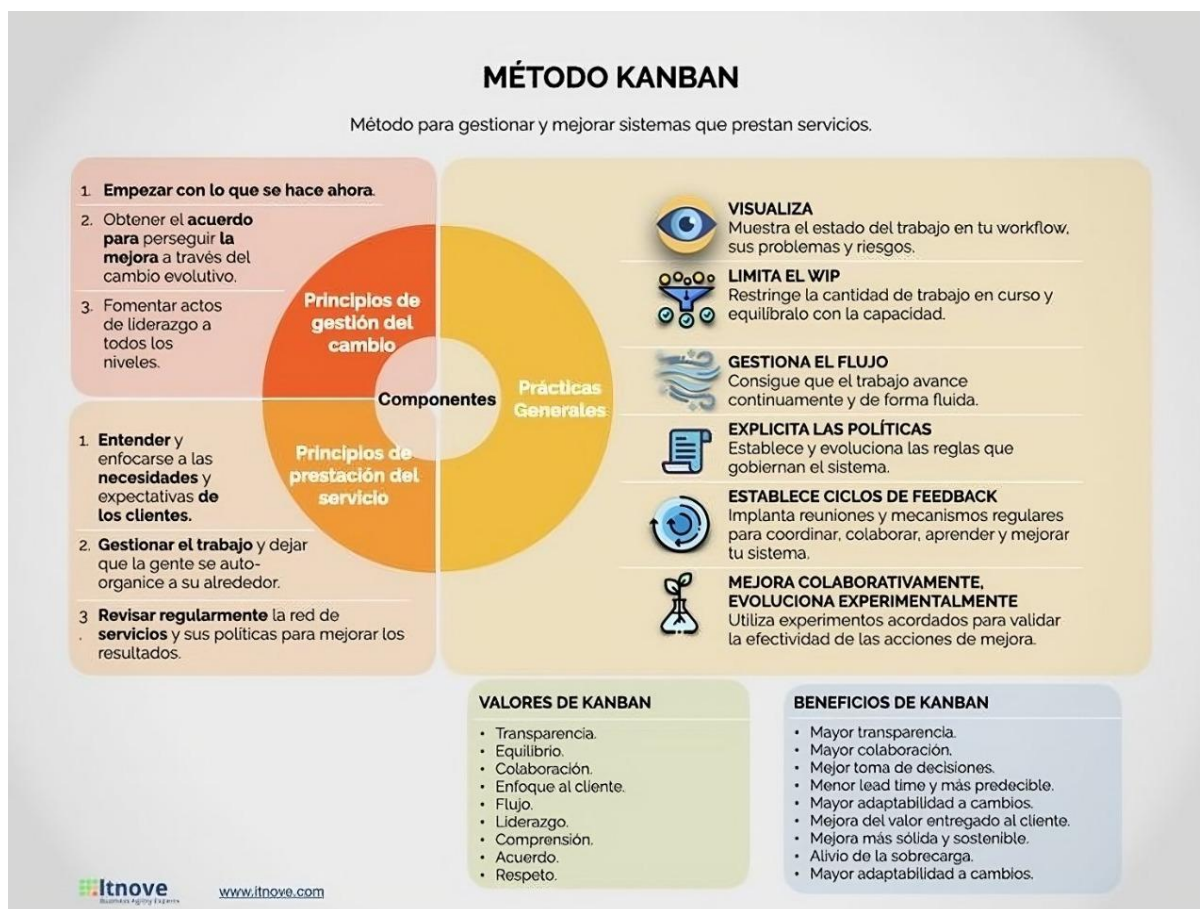 MÉTODO KANBAN
Método para gestionar y mejorar sistemas que prestan servicios.
1. Empezar con lo que se hace ahora.
2. Obtener el acuerdo
para perseguir la
mejora a través del
cambio evolutivo.
3. Fomentar actos
de liderazgo a
todos los
niveles.
Principios de
gestión del
cambio
Componentes
Prácticas
Generales
Principios de
prestación del
servicio
1. Entender y
enfocarse a las
necesidades y
expectativas de
los clientes.
2. Gestionar el trabajo y dejar
que la gente se auto-
organice a su alrededor.
3 Revisar regularmente la red de
. servicios y sus políticas para mejorar los
resultados.
VISUALIZA
Muestra el estado del trabajo en tu workflow,
sus problemas y riesgos.
LIMITA EL WIP
Restringe la cantidad de trabajo en curso y
equilíbralo con la capacidad.
GESTIONA EL FLUJO
Consigue que el trabajo avance
continuamente y de forma fluida.
EXPLICITA LAS POLÍTICAS
Establece y evoluciona las reglas que
gobiernan el sistema.
ESTABLECE CICLOS DE FEEDBACK
Implanta reuniones y mecanismos regulares
para coordinar, colaborar, aprender y mejorar
tu sistema.
MEJORA COLABORATIVAMENTE,
EVOLUCIONA EXPERIMENTALMENTE
Utiliza experimentos acordados para validar
la efectividad de las acciones de mejora.
VALORES DE KANBAN
• Transparencia.
• Equilibrio.
• Colaboración.
• Enfoque al cliente.
• Flujo.
• Liderazgo.
• Comprensión.
• Acuerdo.
• Respeto.
BENEFICIOS DE KANBAN
• Mayor transparencia.
• Mayor colaboración.
• Mejor toma de decisiones.
• Menor lead time y más predecible.
• Mayor adaptabilidad a cambios.
• Mejora del valor entregado al cliente.
• Mejora más sólida y sostenible.
• Alivio de la sobrecarga.
• Mayor adaptabilidad a cambios.
Itnove
Business Agility Experts
www.itnove.com